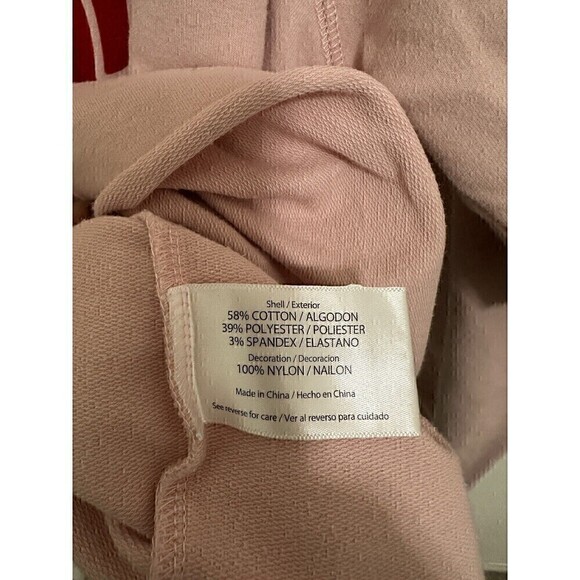 Shell / Exterior
58% COTTON / ALGODON
39% POLYESTER / POLIESTER
3% SPANDEX / ELASTANO
Decoration / Decoracion
100% NYLON / NAILON
Made in China / Hecho en China
See reverse for care / Ver al reverso para cuidado